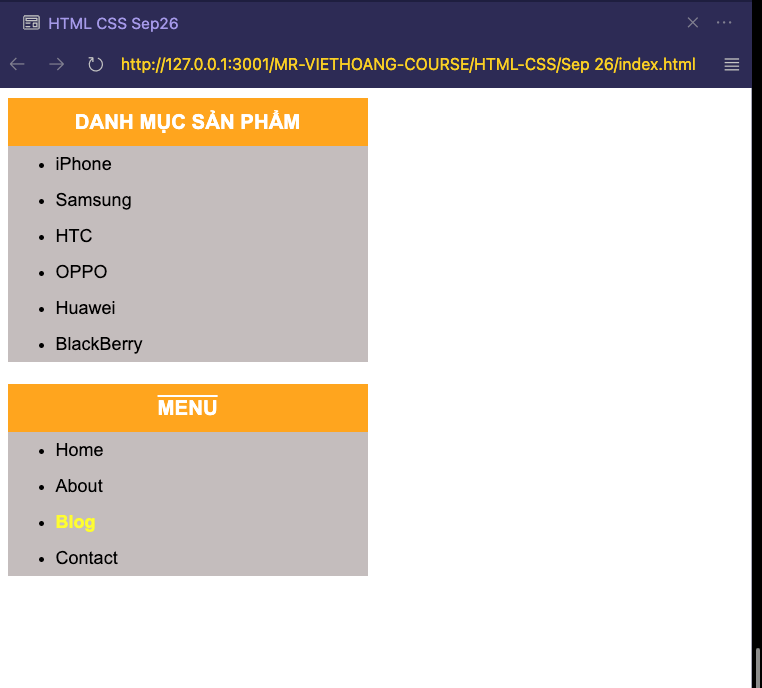 HTML CSS Sep26
http://127.0.0.1:3001/MR-VIETHOANG-COURSE/HTML-CSS/Sep 26/index.html
DANH MỤC SẢN PHẨM
iPhone
Samsung
HTC
OPPO
Huawei
BlackBerry
MENU
Home
About
Blog
Contact